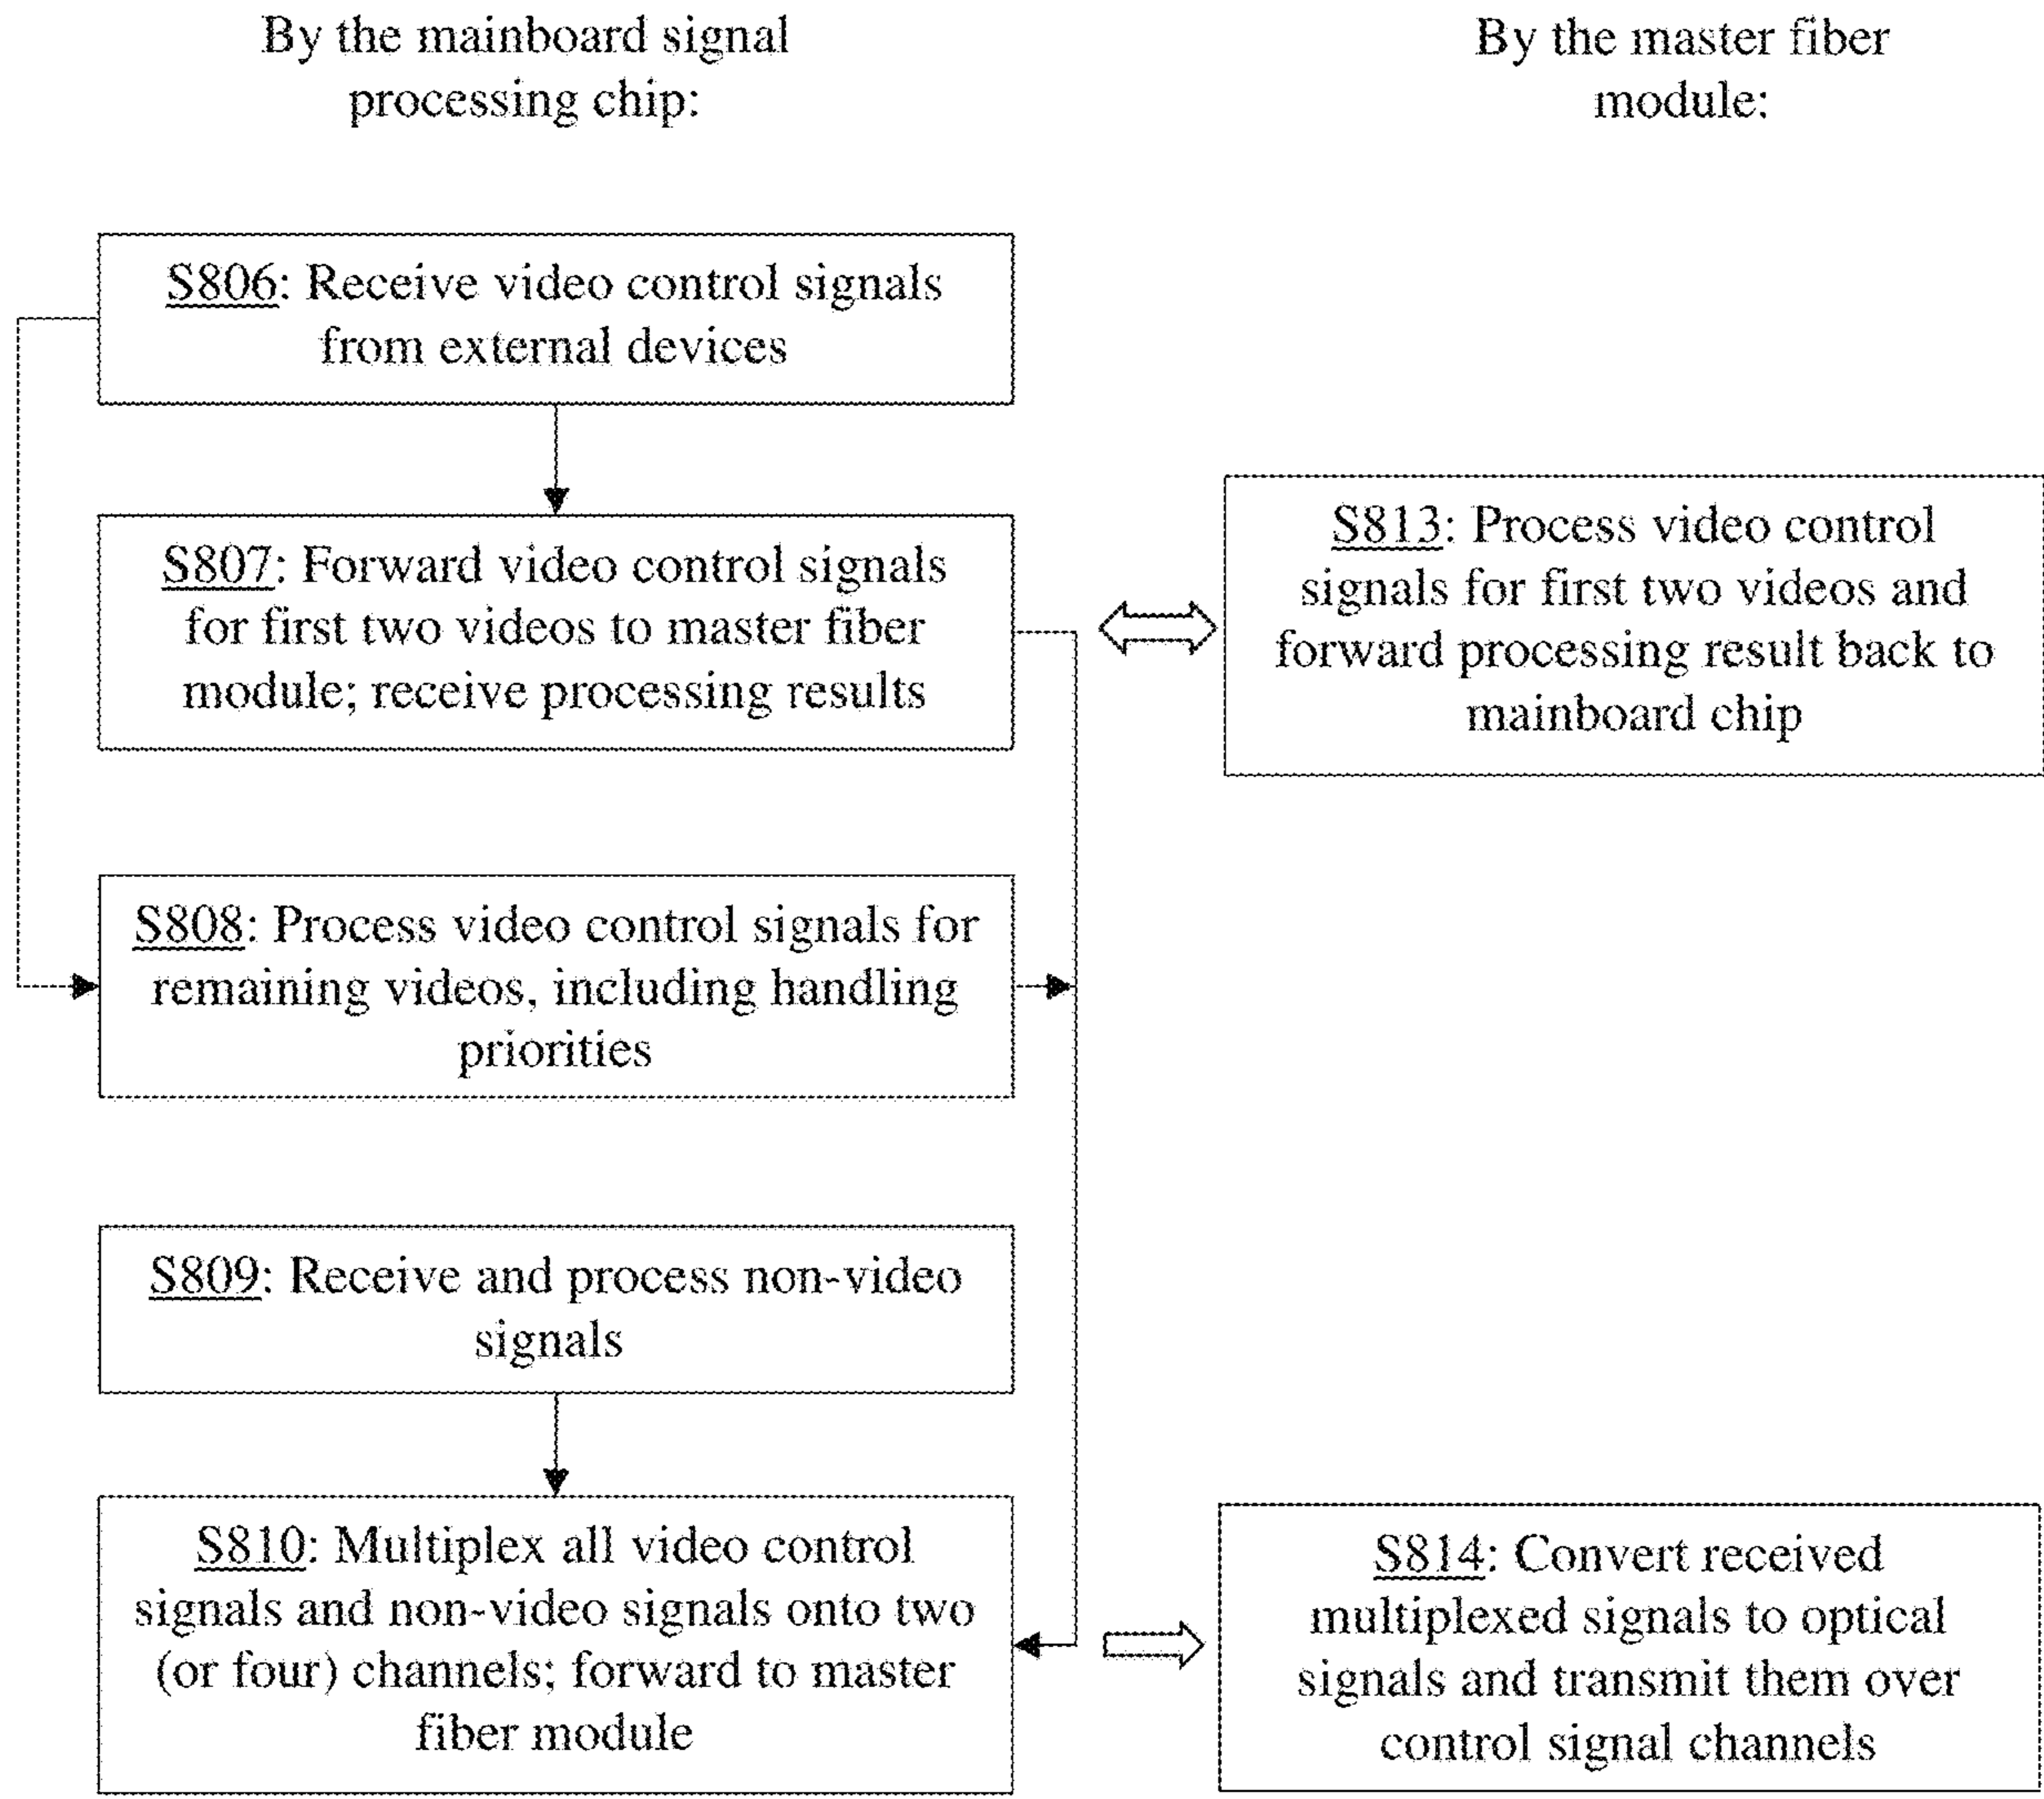 By the mainboard signal
processing chip:
By the master fiber
module:
S806: Receive video control signals
from external devices
S807: Forward video control signals
for first two videos to master fiber
module; receive processing results
S813: Process video control
signals for first two videos and
forward processing result back to
mainboard chip
S808: Process video control signals for
remaining videos, including handling
priorities
S809: Receive and process non-video
signals
S810: Multiplex all video control
signals and non-video signals onto two
(or four) channels; forward to master
fiber module
S814: Convert received
multiplexed signals to optical
signals and transmit them over
control signal channels